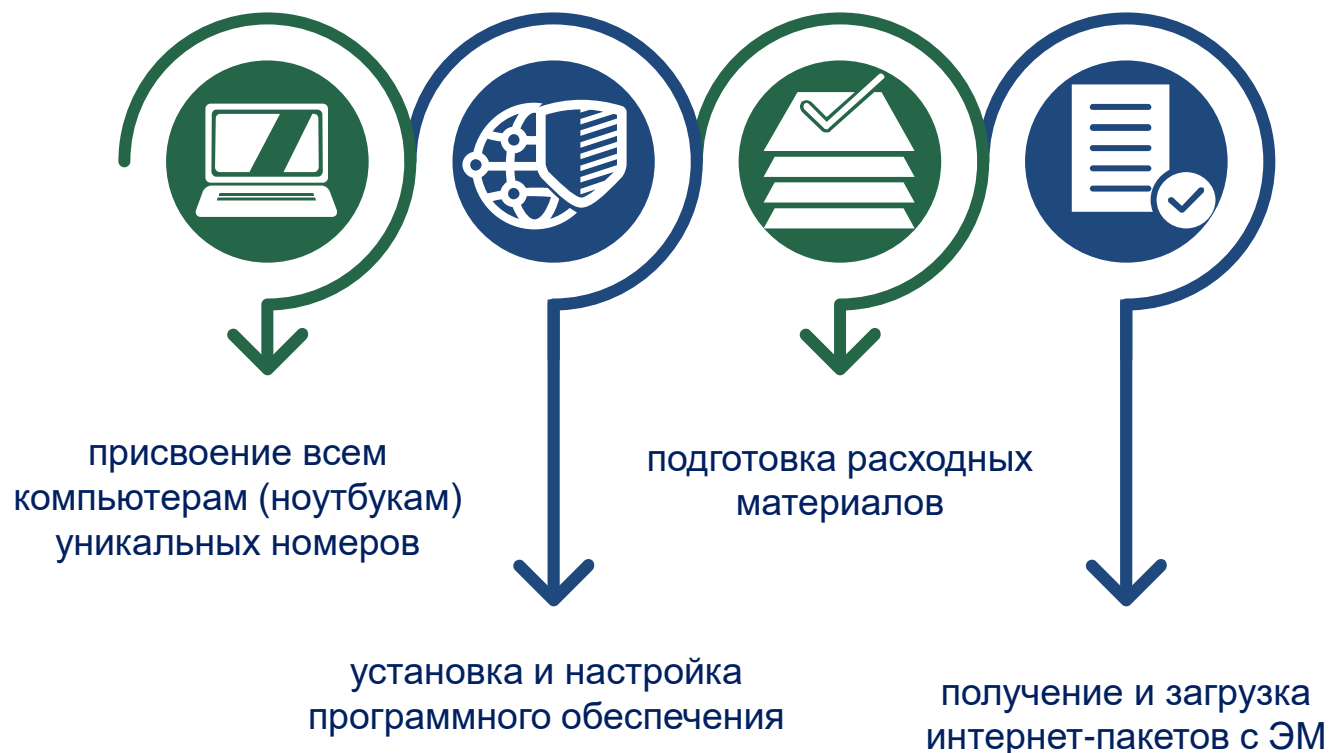 присвоение всем
компьютерам (ноутбукам)
уникальных номеров
установка и настройка
программного обеспечения
подготовка расходных
материалов
получение и загрузка
интернет-пакетов с ЭМ